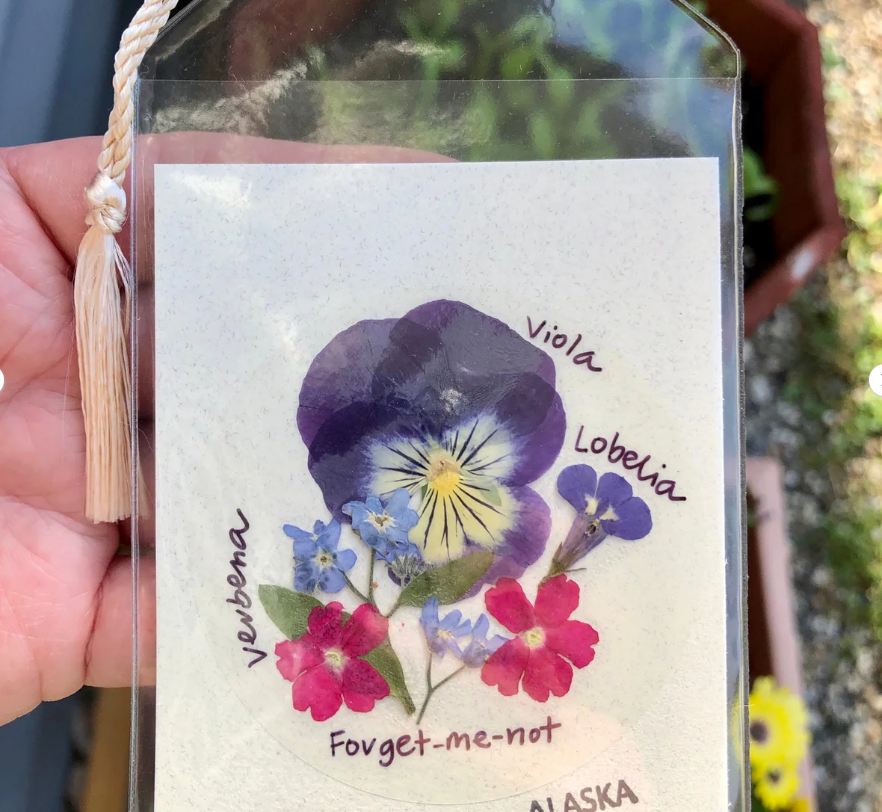 Viola
Lobelia
verbena
Forget-me-not
ALASKA